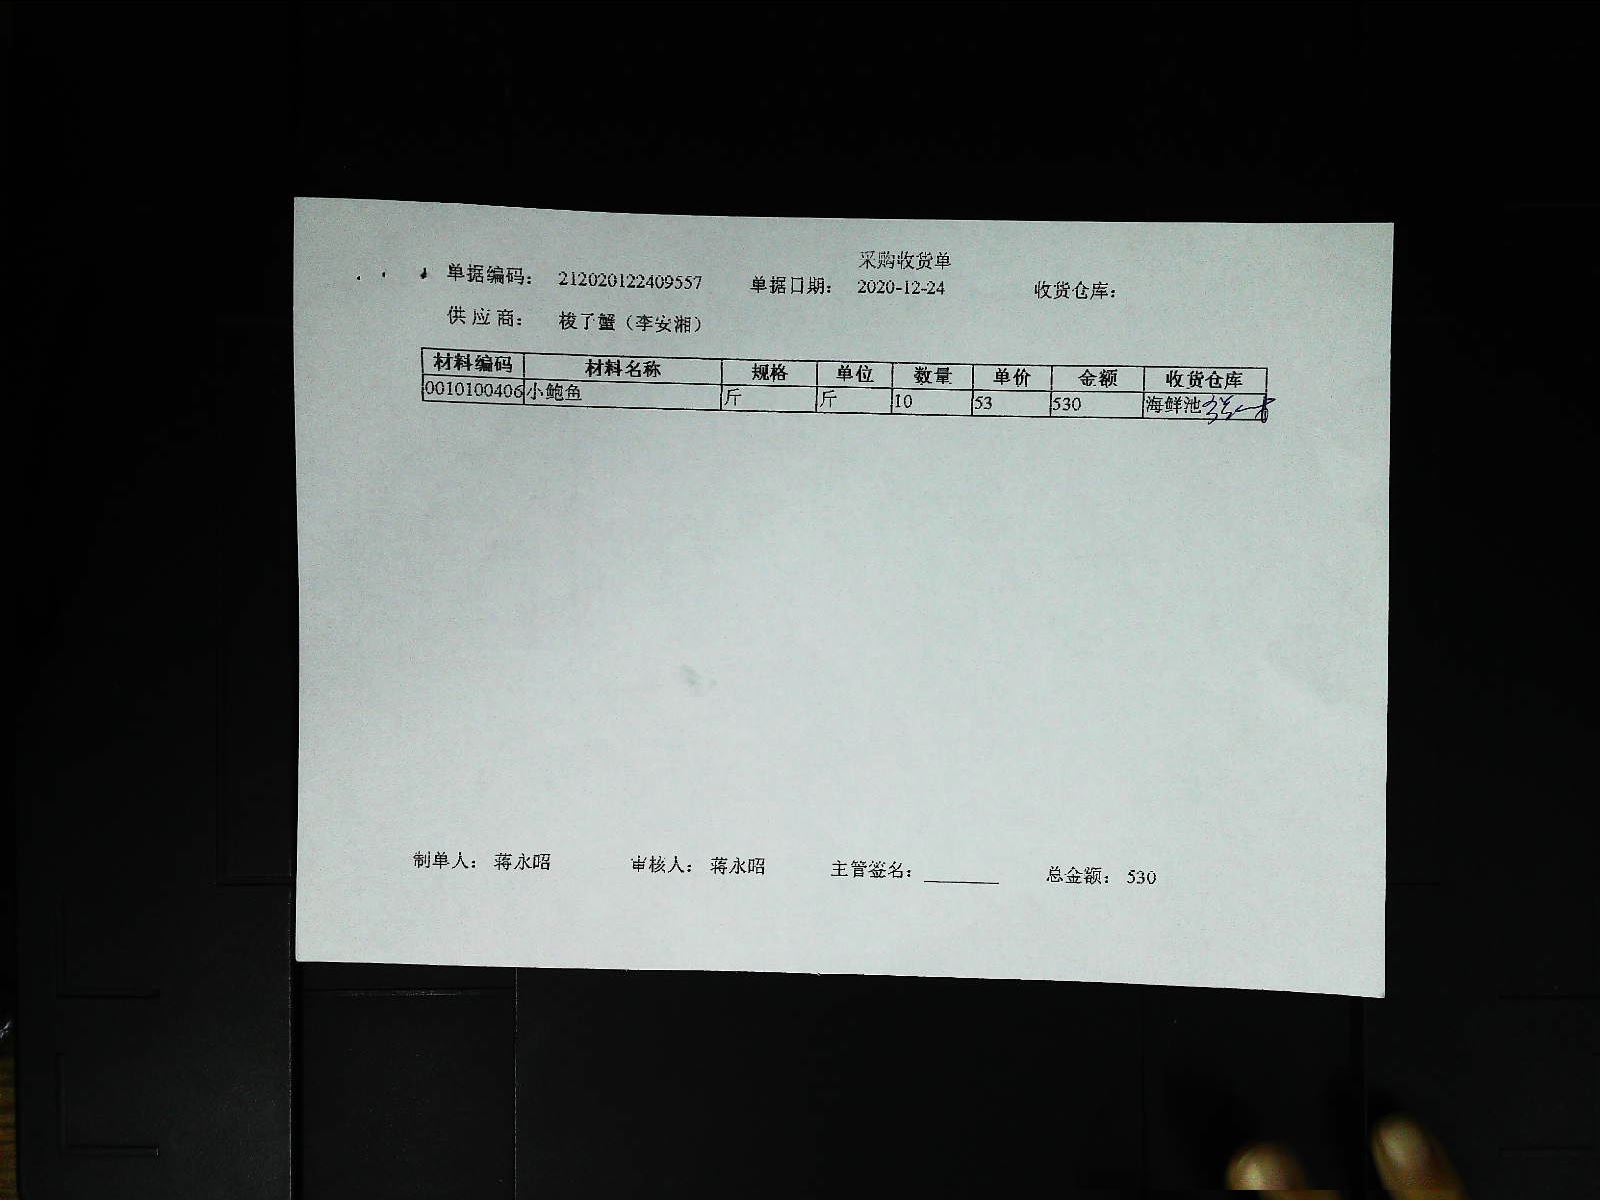 采购收货单
单据编码: 212020122409557 单据日期: 2020-12-24 收货仓库:
供应商: 梭子蟹（李安湘）
材料编码 材料名称 规格 单位 数量 单价 金额 收货仓库
0010100406 小鲍鱼 斤 斤 10 53 530 海鲜池
制单人: 蒋永昭 审核人: 蒋永昭 主管签名: ________ 总金额: 530